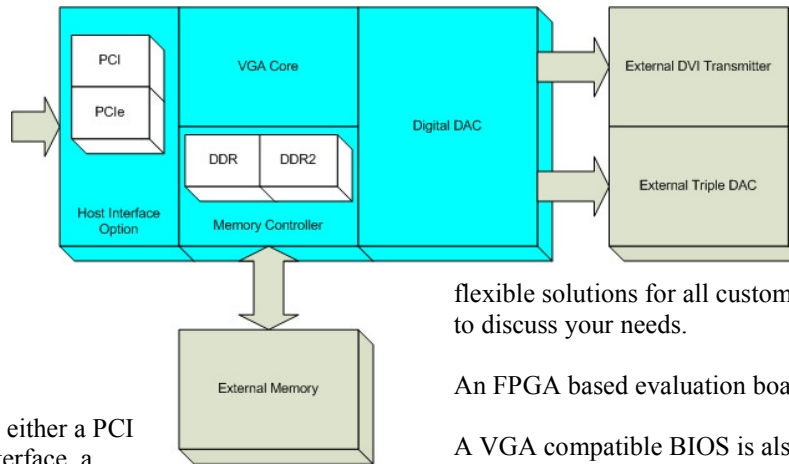 PCI
PCIe
Host Interface
Option
VGA Core
DDR
DDR2
Memory Controller
Digital DAC
External DVI Transmitter
External Triple DAC
External Memory
either a PCI
terface, a
flexible solutions for all custom
to discuss your needs.
An FPGA based evaluation boa
A VGA compatible BIOS is als